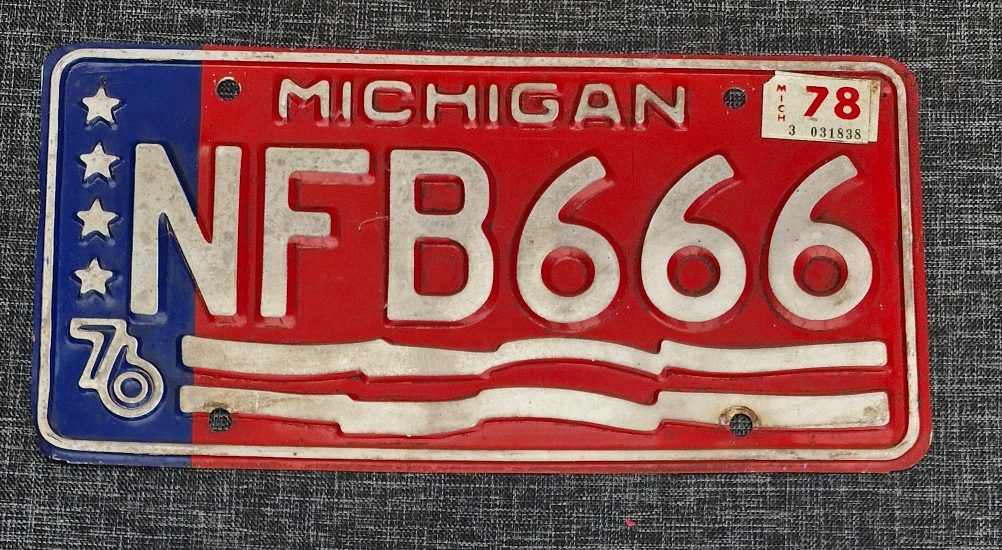 MICHIGAN
MICH 78
3 031838
NFB666
76